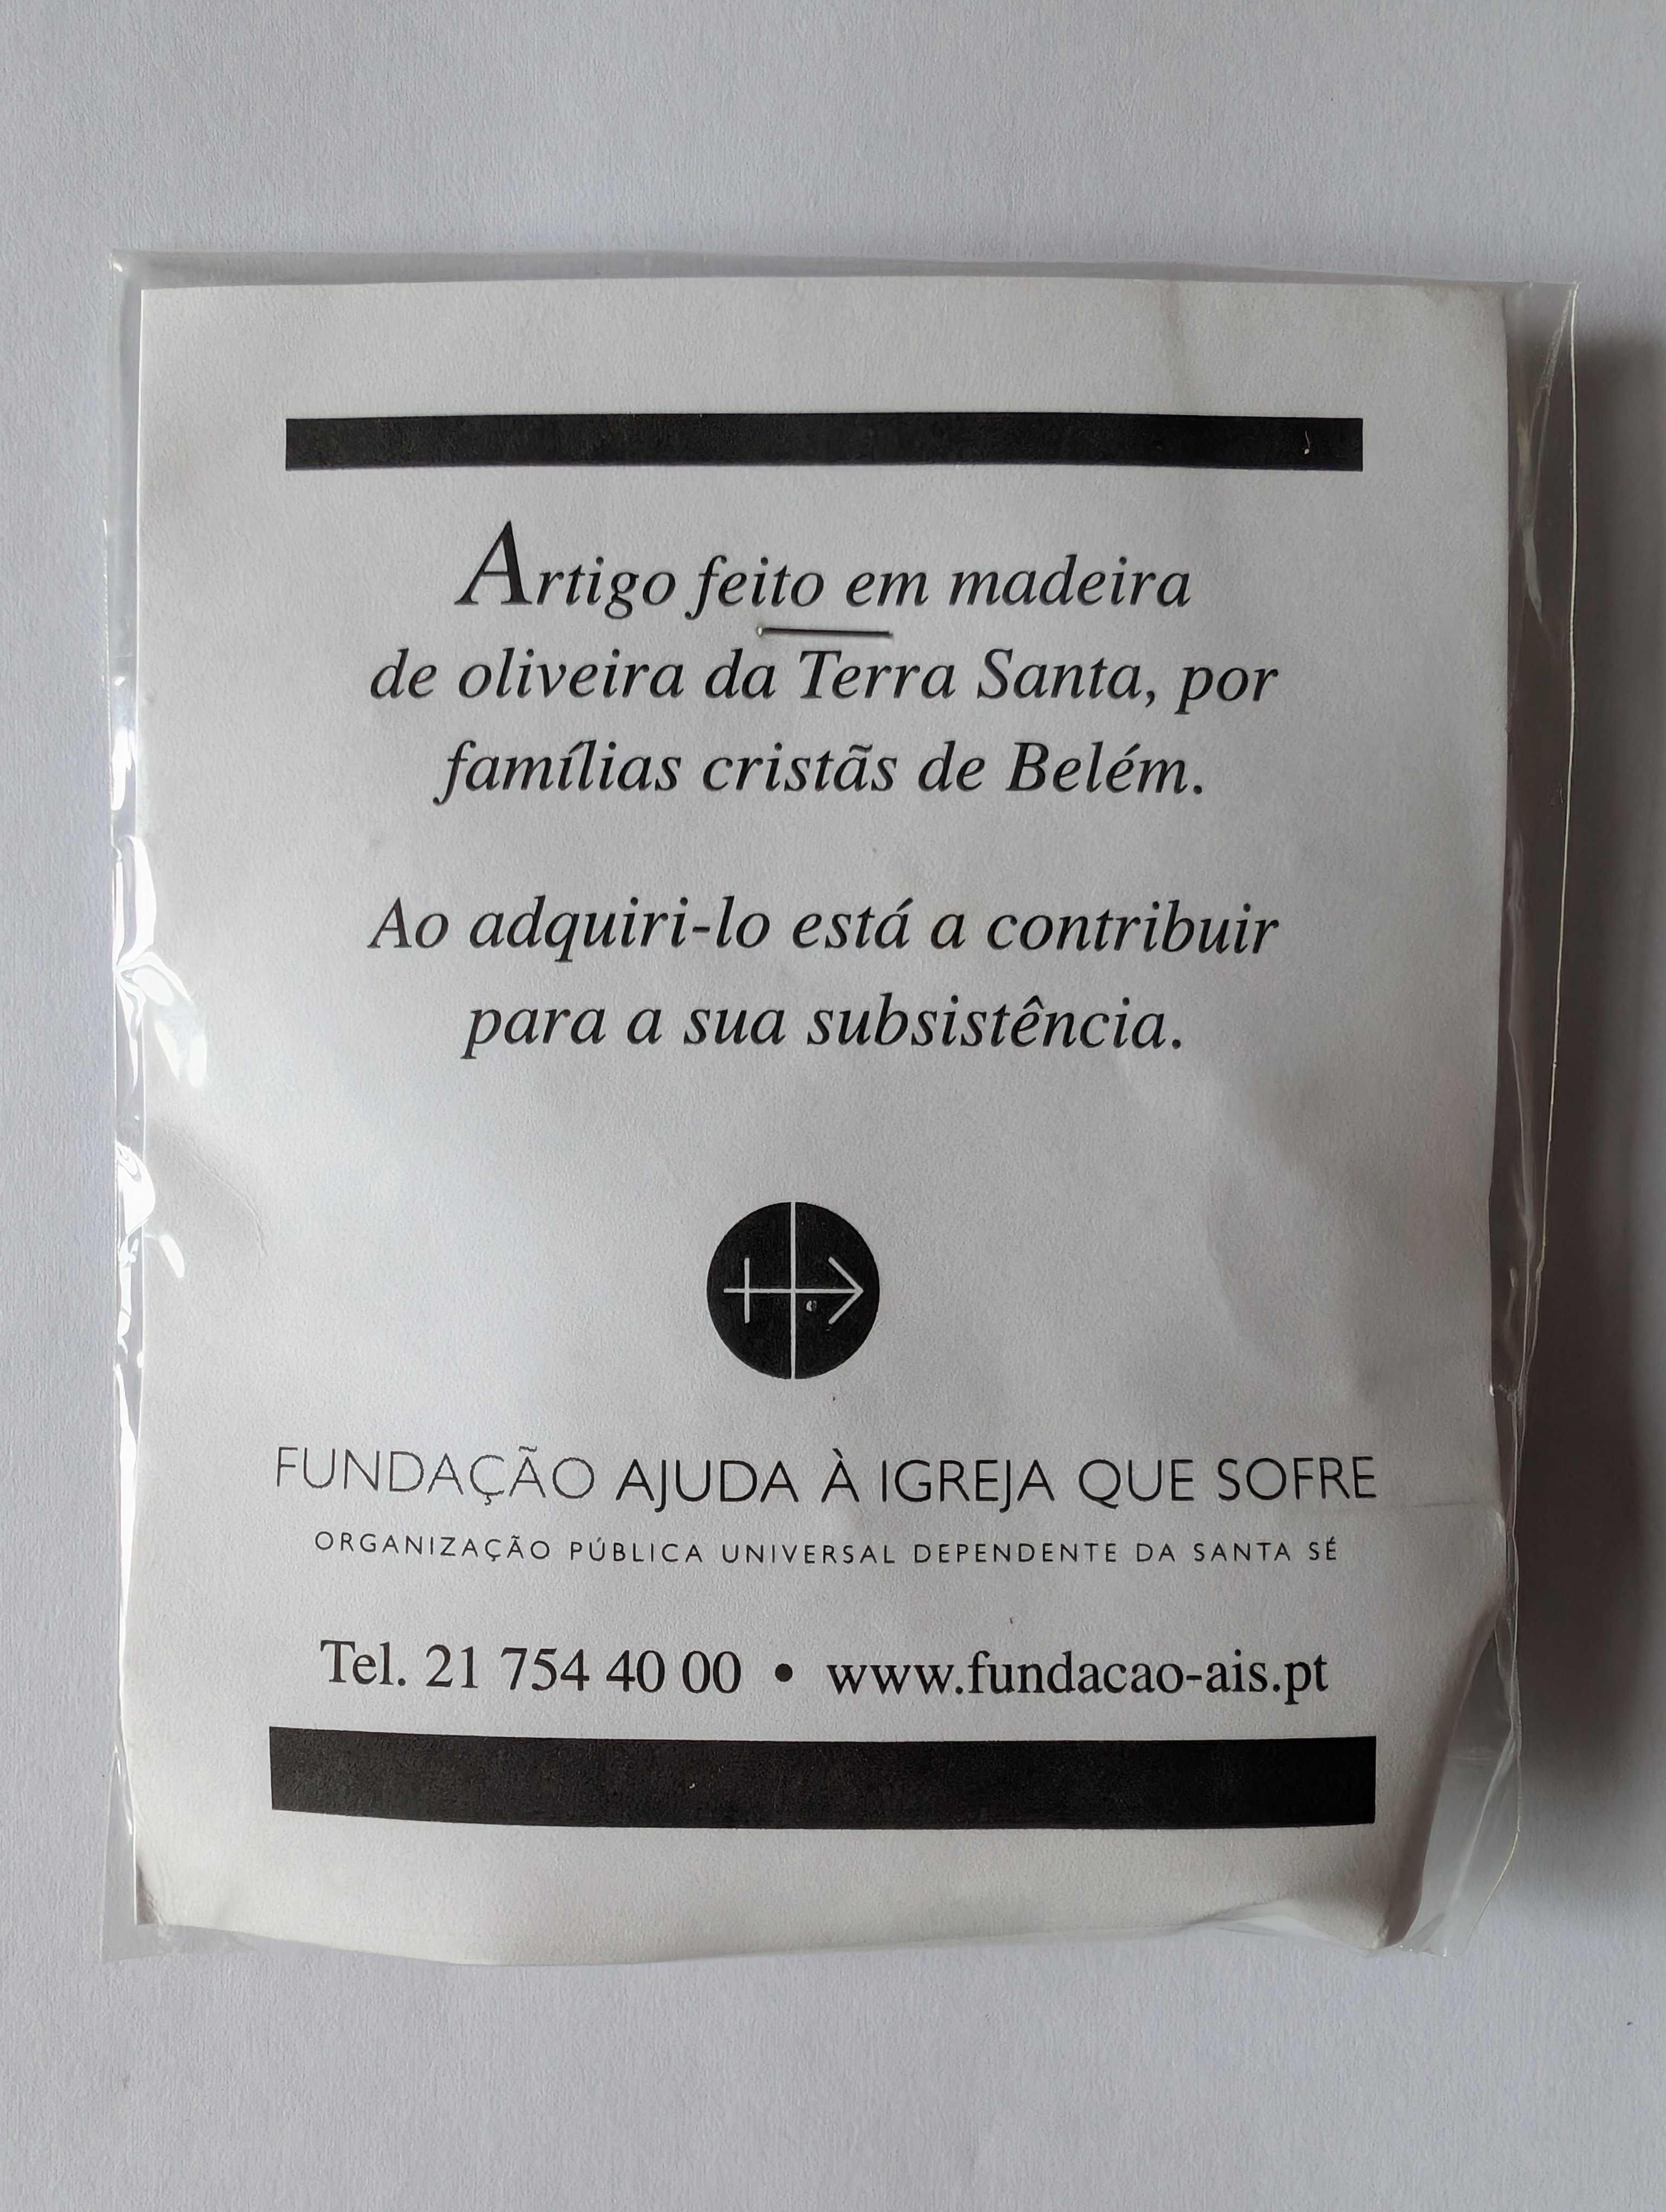 Artigo feito em madeira
de oliveira da Terra Santa, por
famílias cristãs de Belém.
Ao adquiri-lo está a contribuir
para a sua subsistência.
FUNDAÇÃO AJUDA À IGREJA QUE SOFRE
ORGANIZAÇÃO PÚBLICA UNIVERSAL DEPENDENTE DA SANTA SÉ
Tel. 21 754 40 00 • www.fundacao-ais.pt